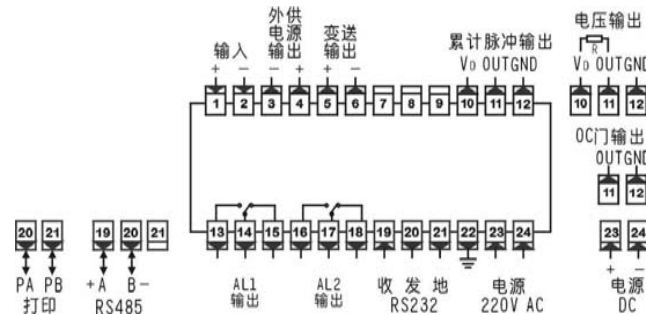 外供
电源
输出
变送
输出
输入
+ - - + + -
累计脉冲输出
VD OUT GND
1 2 3 4 5 6 7 8 9 10 11 12
电压输出
R
VD OUT GND
10 11 12
OC门输出
OUT GND
11 12
13 14 15 16 17 18 19 20 21 22 23 24
AL1
输出
AL2
输出
收 发 地
RS232
电源
220V AC
20 21
PA PB
打印
19 20 21
+A B-
RS485
23 24
+ -
电源
DC